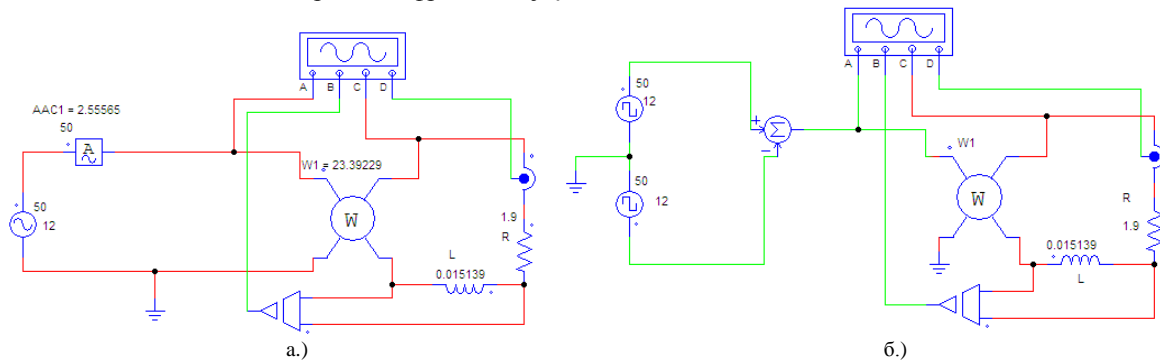 A B C D
AAC1 = 2.55565
50
A
W1 = 23.39229
50
12
W
1.9
R
L
0.015139
а.)
A B C D
50
12
Σ
+
-
50
12
W1
W
R
1.9
0.015139
L
б.)